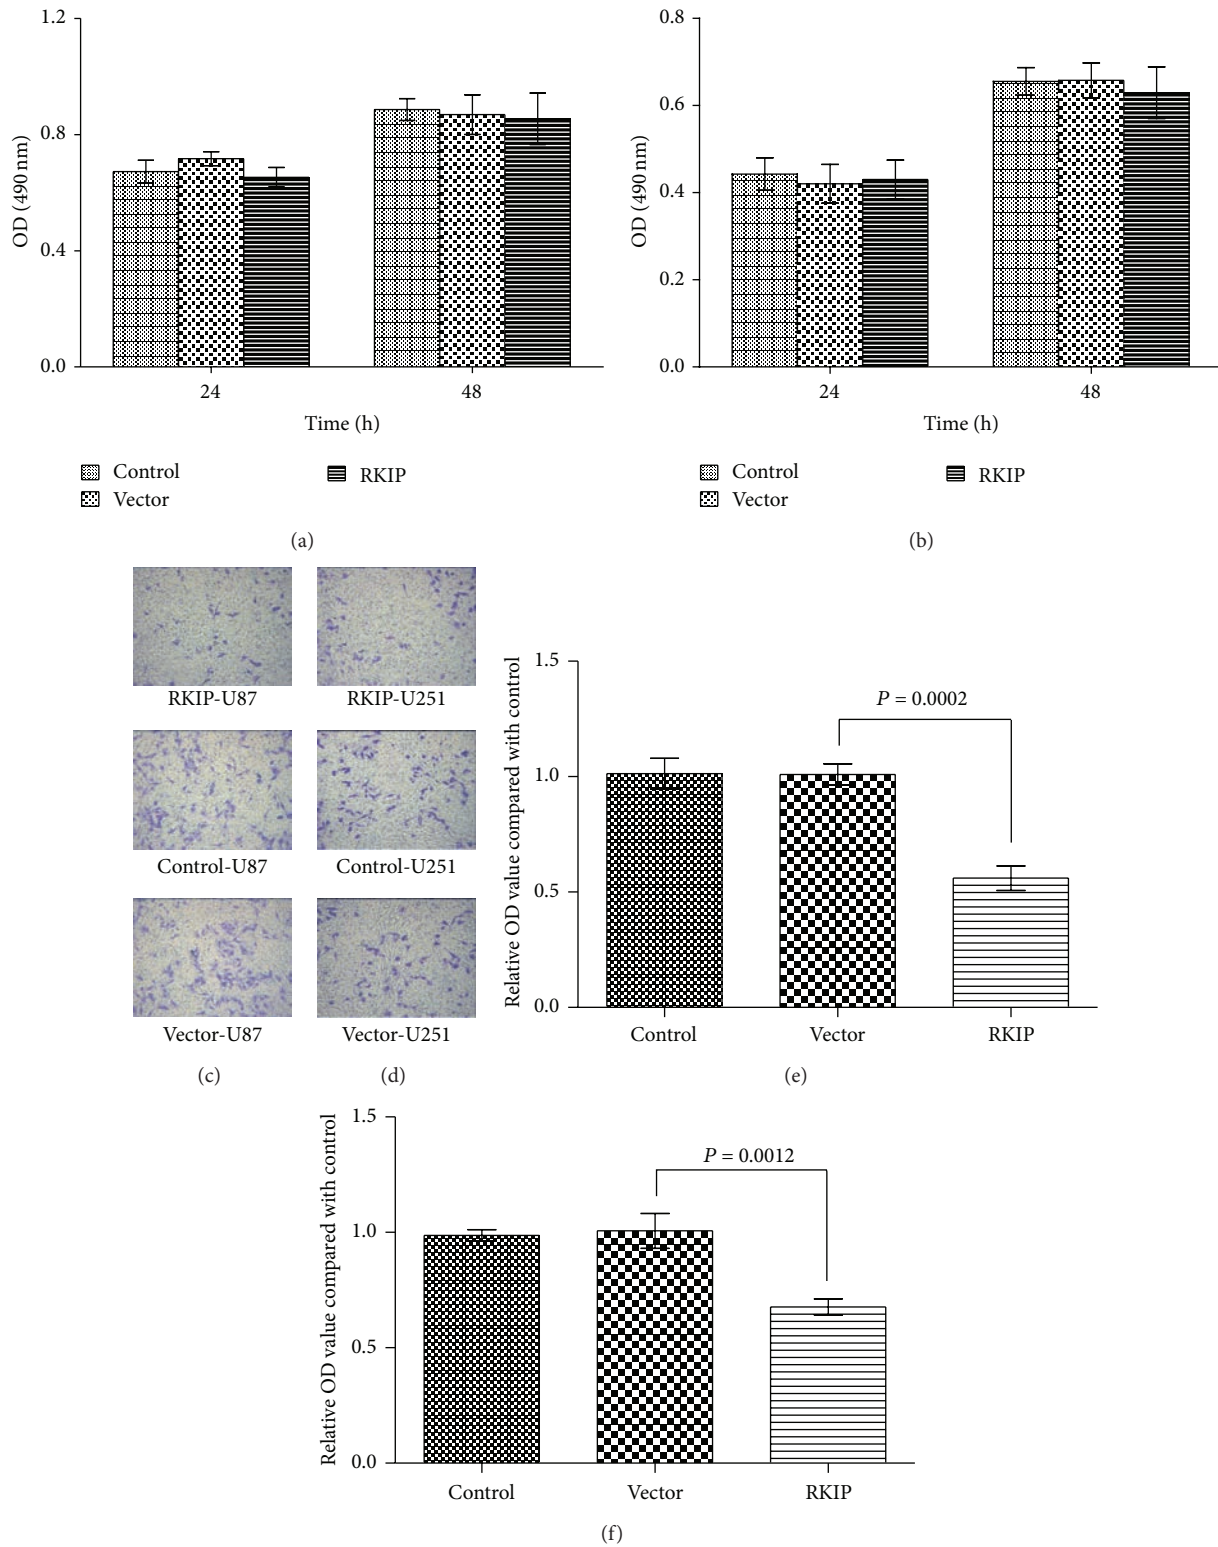 1.2
0.8
0.4
0.0
OD (490 nm)
24
48
Time (h)
Control
Vector
RKIP
(a)
0.8
0.6
0.4
0.2
0.0
OD (490 nm)
24
48
Time (h)
Control
Vector
RKIP
(b)
RKIP-U87
Control-U87
Vector-U87
(c)
RKIP-U251
Control-U251
Vector-U251
(d)
1.5
1.0
0.5
0.0
Relative OD value compared with control
P = 0.0002
Control
Vector
RKIP
(e)
1.5
1.0
0.5
0.0
Relative OD value compared with control
P = 0.0012
Control
Vector
RKIP
(f)